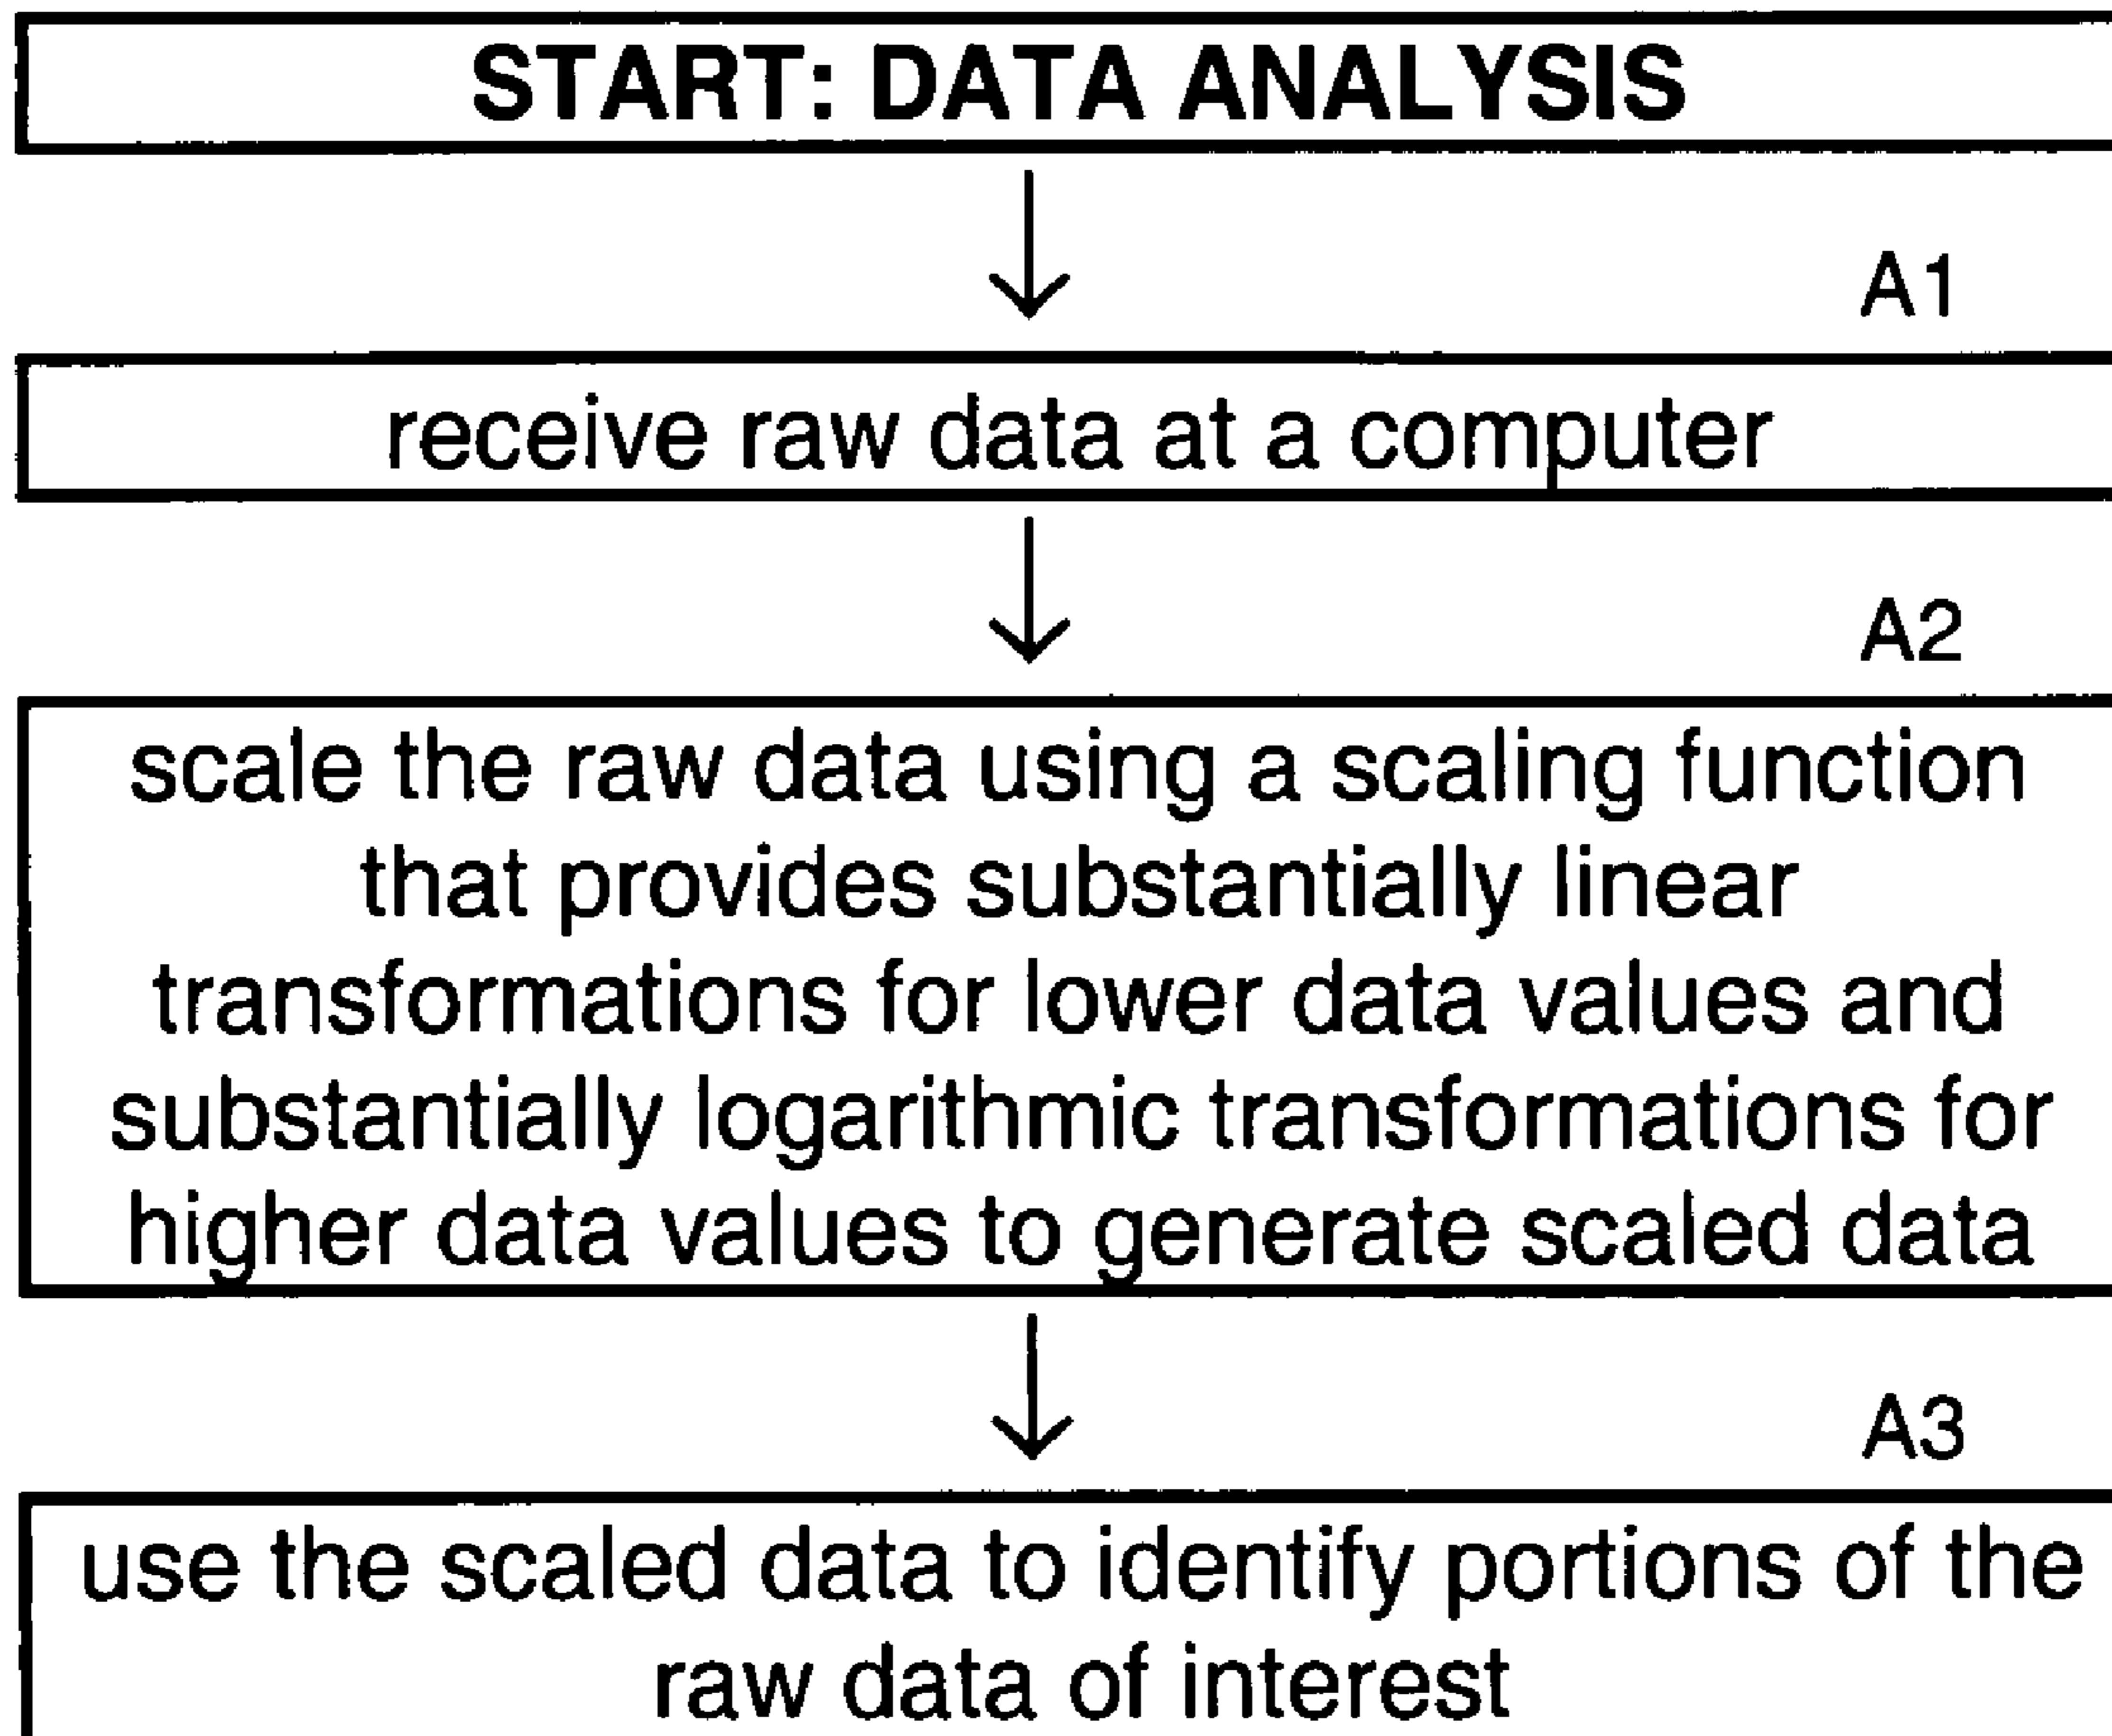 START: DATA ANALYSIS
A1
receive raw data at a computer
A2
scale the raw data using a scaling function
that provides substantially linear
transformations for lower data values and
substantially logarithmic transformations for
higher data values to generate scaled data
A3
use the scaled data to identify portions of the
raw data of interest